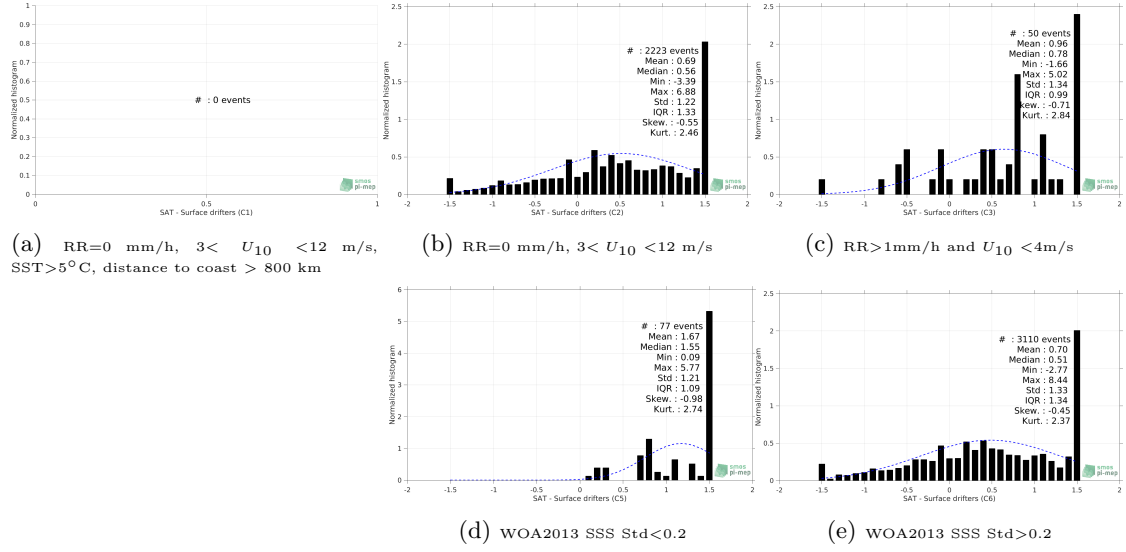 1
0.9
0.8
0.7
0.6
0.5
0.4
0.3
0.2
0.1
0
Normalized histogram
# : 0 events
smos
pi-mep
0 0.5 1
SAT - Surface drifters (C1)
(a) RR=0 mm/h, 3< U10 <12 m/s,
SST>5°C, distance to coast > 800 km
2.5
2
1.5
1
0.5
0
Normalized histogram
# : 2223 events
Mean : 0.69
Median : 0.56
Min : -3.39
Max : 6.88
Std : 1.22
IQR : 1.33
Skew. : -0.55
Kurt. : 2.46
smos
pi-mep
-2 -1.5 -1 -0.5 0 0.5 1 1.5 2
SAT - Surface drifters (C2)
(b) RR=0 mm/h, 3< U10 <12 m/s
2.5
2
1.5
1
0.5
0
Normalized histogram
# : 50 events
Mean : 0.96
Median : 0.78
Min : -1.66
Max : 5.02
Std : 1.34
IQR : 0.99
Skew. : -0.71
Kurt. : 2.84
smos
pi-mep
-2 -1.5 -1 -0.5 0 0.5 1 1.5 2
SAT - Surface drifters (C3)
(c) RR>1mm/h and U10 <4m/s
6
5
4
3
2
1
0
Normalized histogram
# : 77 events
Mean : 1.67
Median : 1.55
Min : 0.09
Max : 5.77
Std : 1.21
IQR : 1.09
Skew. : -0.98
Kurt. : 2.74
smos
pi-mep
-2 -1.5 -1 -0.5 0 0.5 1 1.5 2
SAT - Surface drifters (C5)
(d) WOA2013 SSS Std<0.2
2.5
2
1.5
1
0.5
0
Normalized histogram
# : 3110 events
Mean : 0.70
Median : 0.51
Min : -2.77
Max : 8.44
Std : 1.33
IQR : 1.34
Skew. : -0.45
Kurt. : 2.37
smos
pi-mep
-2 -1.5 -1 -0.5 0 0.5 1 1.5 2
SAT - Surface drifters (C6)
(e) WOA2013 SSS Std>0.2